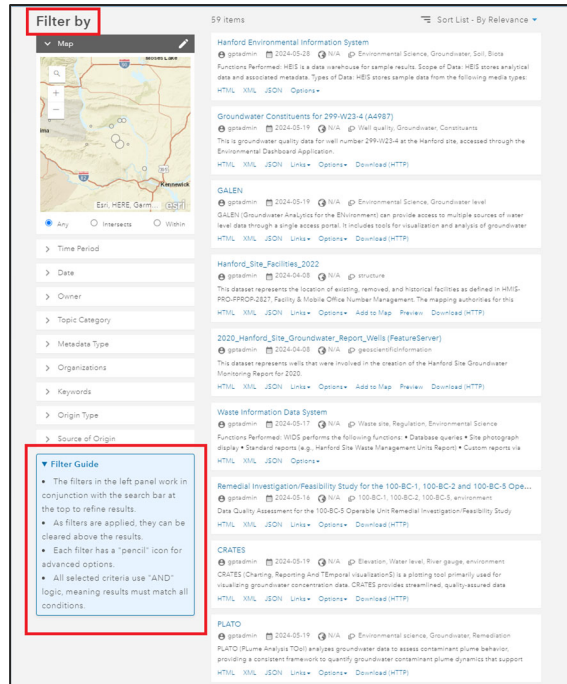 Filter by
59 items
Sort List - By Relevance
Map
Moses Lake
ima
Kennewick
Esri, HERE, Garm...
esri
Any Intersects Within
Time Period
Date
Owner
Topic Category
Metadata Type
Organizations
Keywords
Origin Type
Source of Origin
Filter Guide
• The filters in the left panel work in
conjunction with the search bar at
the top to refine results.
• As filters are applied, they can be
cleared above the results.
• Each filter has a "pencil" icon for
advanced options.
• All selected criteria use "AND"
logic, meaning results must match all
conditions.
Hanford Environmental Information System
gptadmin 2024-05-28 N/A Environmental Science, Groundwater, Soil, Biota
Functions Performed: HEIS is a data warehouse for sample results. Scope of Data: HEIS stores analytical
data and associated metadata. Types of Data: HEIS stores sample data from the following media types:
HTML XML JSON Options
Groundwater Constituents for 299-W23-4 (A4987)
gptadmin 2024-05-19 N/A Well quality, Groundwater, Constituents
This is groundwater quality data for well number 299-W23-4 at the Hanford site, accessed through the
Environmental Dashboard Application.
HTML XML JSON Links Options Download (HTTP)
GALEN
gptadmin 2024-05-19 N/A Environmental Science, Groundwater level
GALEN (Groundwater AnaLytics for the ENvironment) can provide access to multiple sources of water
level data through a single access portal. It includes tools for visualization and analysis of groundwater
HTML XML JSON Links Options Download (HTTP)
Hanford_Site_Facilities_2022
gptadmin 2024-04-08 N/A structure
This dataset represents the location of existing, removed, and historical facilities as defined in HMIS-
PRO-FPROP-2827, Facility & Mobile Office Number Management. The mapping authorities for this
HTML XML JSON Links Options Add to Map Preview Download (HTTP)
2020_Hanford_Site_Groundwater_Report_Wells (FeatureServer)
gptadmin 2024-04-08 N/A geoscientificInformation
This dataset represents wells that were involved in the creation of the Hanford Site Groundwater
Monitoring Report for 2020.
HTML XML JSON Links Options Add to Map Preview Download (HTTP)
Waste Information Data System
gptadmin 2024-05-17 N/A Waste site, Regulation, Environmental Science
Functions Performed: WIDS performs the following functions: • Database queries • Site photograph
display • Standard reports (e.g., Hanford Site Waste Management Units Report) • Custom reports via
HTML XML JSON Options
Remedial Investigation/Feasibility Study for the 100-BC-1, 100-BC-2 and 100-BC-5 Ope...
gptadmin 2024-05-16 N/A 100-BC-1, 100-BC-2, 100-BC-5, environment
Data Quality Assessment for the 100-BC-5 Operable Unit Remedial Investigation/Feasibility Study
HTML XML JSON Links Options Download (HTTP)
CRATES
gptadmin 2024-05-19 N/A Elevation, Water level, River gauge, environment
CRATES (Charting, Reporting And TEmporal visualizationS) is a plotting tool primarily used for
visualizing groundwater concentration data. CRATES provides streamlined, quality-assured data
HTML XML JSON Links Options Download (HTTP)
PLATO
gptadmin 2024-05-19 N/A Environmental science, Groundwater, Remediation
PLATO (PLume Analysis TOol) analyzes groundwater data to assess contaminant plume behavior,
providing a consistent framework to quantify groundwater contaminant plume dynamics that support
HTML XML JSON Links Options Download (HTTP)